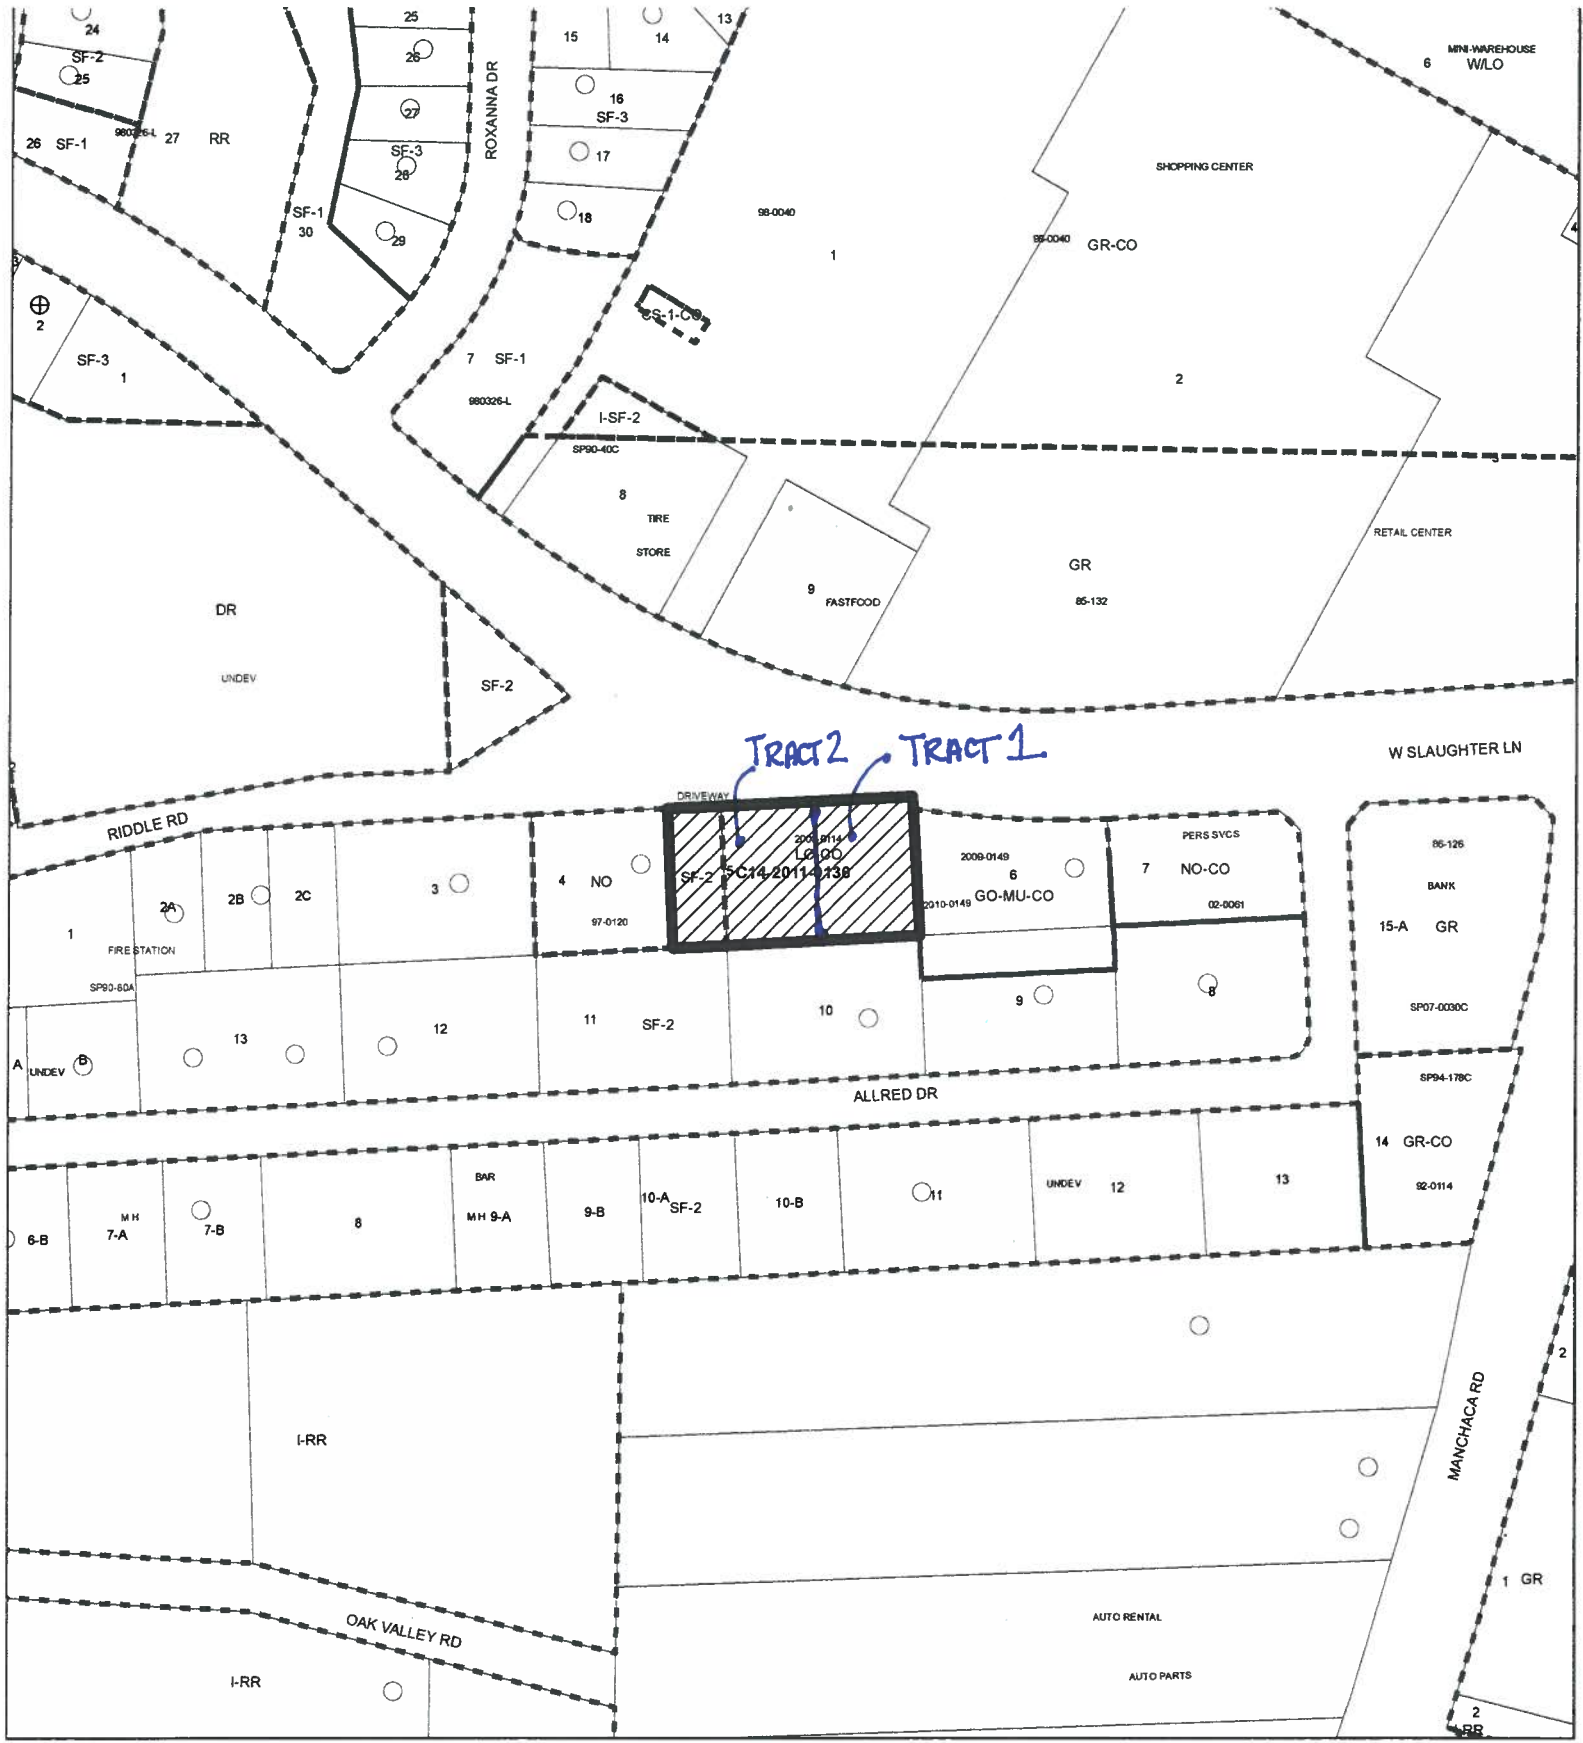 24
SF-2
25
26 SF-1
980326-L
27 RR
25
26
27
SF-3
28
29
SF-1
30
ROXANNA DR
15
14
13
16
SF-3
17
18
MINI-WAREHOUSE
6 W/LO
SHOPPING CENTER
98-0040
1
GR-CO
4
3
2
SF-3
1
CS-1-CO
7 SF-1
980326-L
2
I-SF-2
SP90-40C
8
TIRE
STORE
3
RETAIL CENTER
GR
85-132
9
FASTFOOD
DR
UNDEV
SF-2
TRACT 2
TRACT 1
W SLAUGHTER LN
RIDDLE RD
DRIVEWAY
1
2A
2B
2C
3
FIRE STATION
SP90-80A
4 NO
97-0120
SF-2
LO-CO
5 C14-2011-0136
2009-0149
6
2010-0149
GO-MU-CO
PERS SVCS
7 NO-CO
02-0061
86-126
BANK
15-A GR
SP07-0030C
A
UNDEV
B
13
12
11
SF-2
10
9
8
ALLRED DR
SP94-178C
14 GR-CO
92-0114
6-B
MH
7-A
7-B
8
BAR
MH 9-A
9-B
10-A
SF-2
10-B
11
UNDEV
12
13
2
MANCHACA RD
I-RR
1 GR
OAK VALLEY RD
I-RR
AUTO RENTAL
AUTO PARTS
2
I-RR